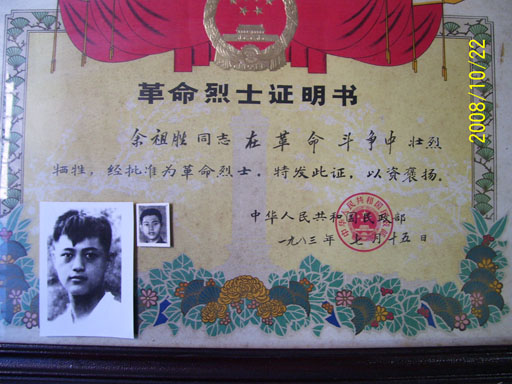 革命烈士证明书
余祖胜同志在革命斗争中壮烈
牺牲，经批准为革命烈士。特发此证，以资褒扬。
中华人民共和国民政部
一九八三年七月十五日
2008/10/22